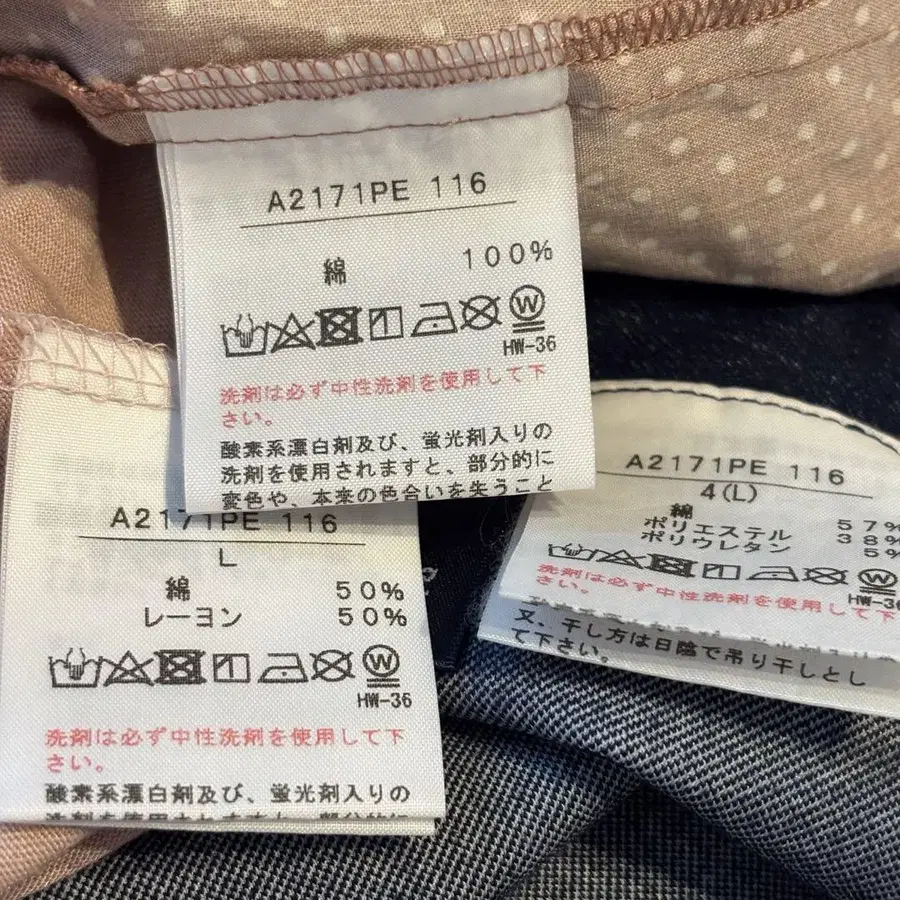 A2171PE 116
綿 100%
W
HW-36
洗剤は必ず中性洗剤を使用して下
さい。
酸素系漂白剤及び、蛍光剤入りの
洗剤を使用されますと、部分的に
変色や、本来の色合いを失うこと
A2171PE 116
L
綿 50%
レーヨン 50%
W
HW-36
洗剤は必ず中性洗剤を使用して下
さい。
酸素系漂白剤及び、蛍光剤入りの
A2171PE 116
4(L)
綿 57%
ポリエステル 38%
ポリウレタン 5%
W
HW-36
洗剤は必ず中性洗剤を使用して下
さい。
又、干し方は日陰で吊り干しとし
て下さい。